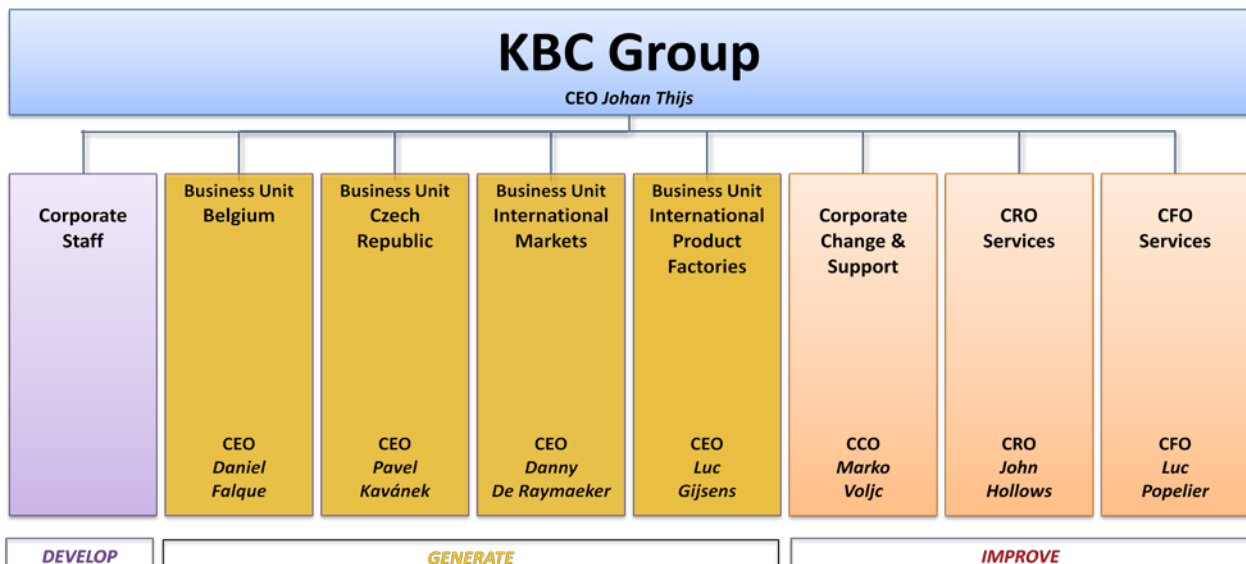 KBC Group
CEO Johan Thijs
Corporate
Staff
Business Unit
Belgium
CEO
Daniel
Falque
Business Unit
Czech
Republic
CEO
Pavel
Kavánek
Business Unit
International
Markets
CEO
Danny
De Raymaeker
Business Unit
International
Product
Factories
CEO
Luc
Gijsens
Corporate
Change &
Support
CCO
Marko
Voljc
CRO
Services
CRO
John
Hollows
CFO
Services
CFO
Luc
Popelier
DEVELOP
GENERATE
IMPROVE